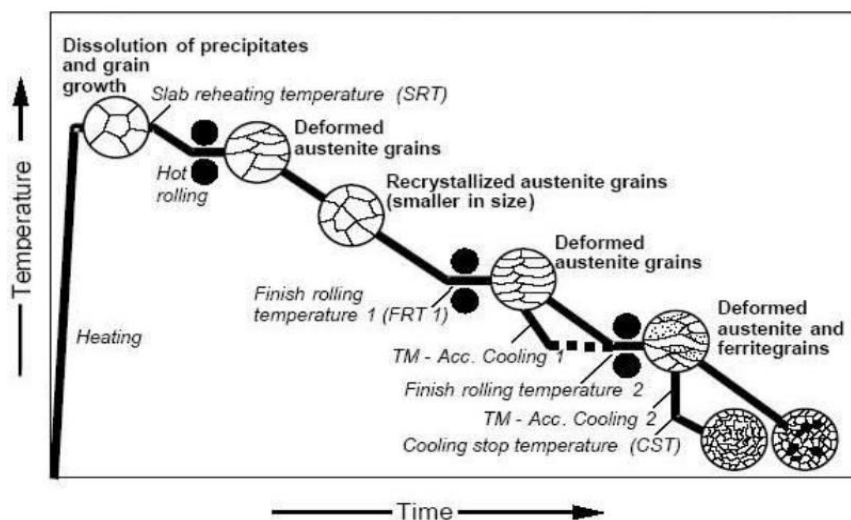 Dissolution of precipitates
and grain
growth
Slab reheating temperature (SRT)
Deformed
austenite grains
Hot
rolling
Recrystallized austenite grains
(smaller in size)
Deformed
austenite grains
Finish rolling
temperature 1 (FRT 1)
Deformed
austenite and
ferritegrains
Heating
TM - Acc. Cooling 1
Finish rolling temperature 2
TM - Acc. Cooling 2
Cooling stop temperature (CST)
Temperature
Time